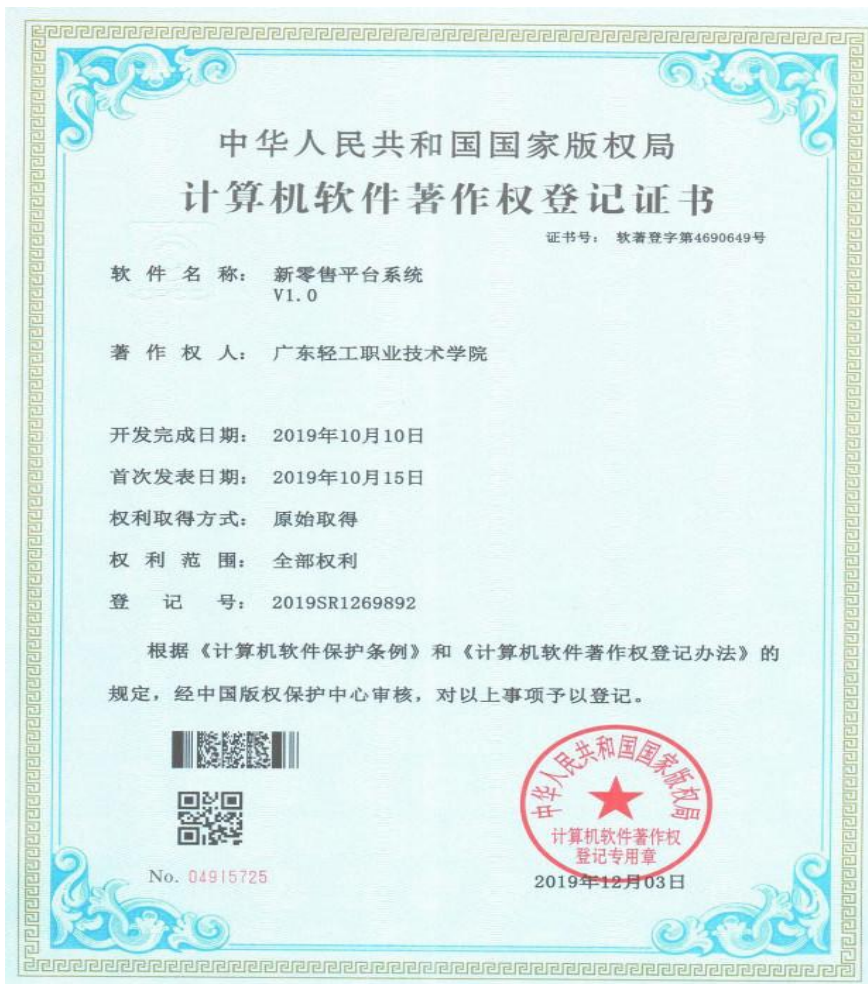 中华人民共和国国家版权局
计算机软件著作权登记证书
证书号： 软著登字第4690649号
软件名称： 新零售平台系统
V1.0
著作权人： 广东轻工职业技术学院
开发完成日期： 2019年10月10日
首次发表日期： 2019年10月15日
权利取得方式： 原始取得
权利范围： 全部权利
登记号： 2019SR1269892
根据《计算机软件保护条例》和《计算机软件著作权登记办法》的
规定，经中国版权保护中心审核，对以上事项予以登记。
中华人民共和国国家版权局
计算机软件著作权
登记专用章
No. 04915725
2019年12月03日